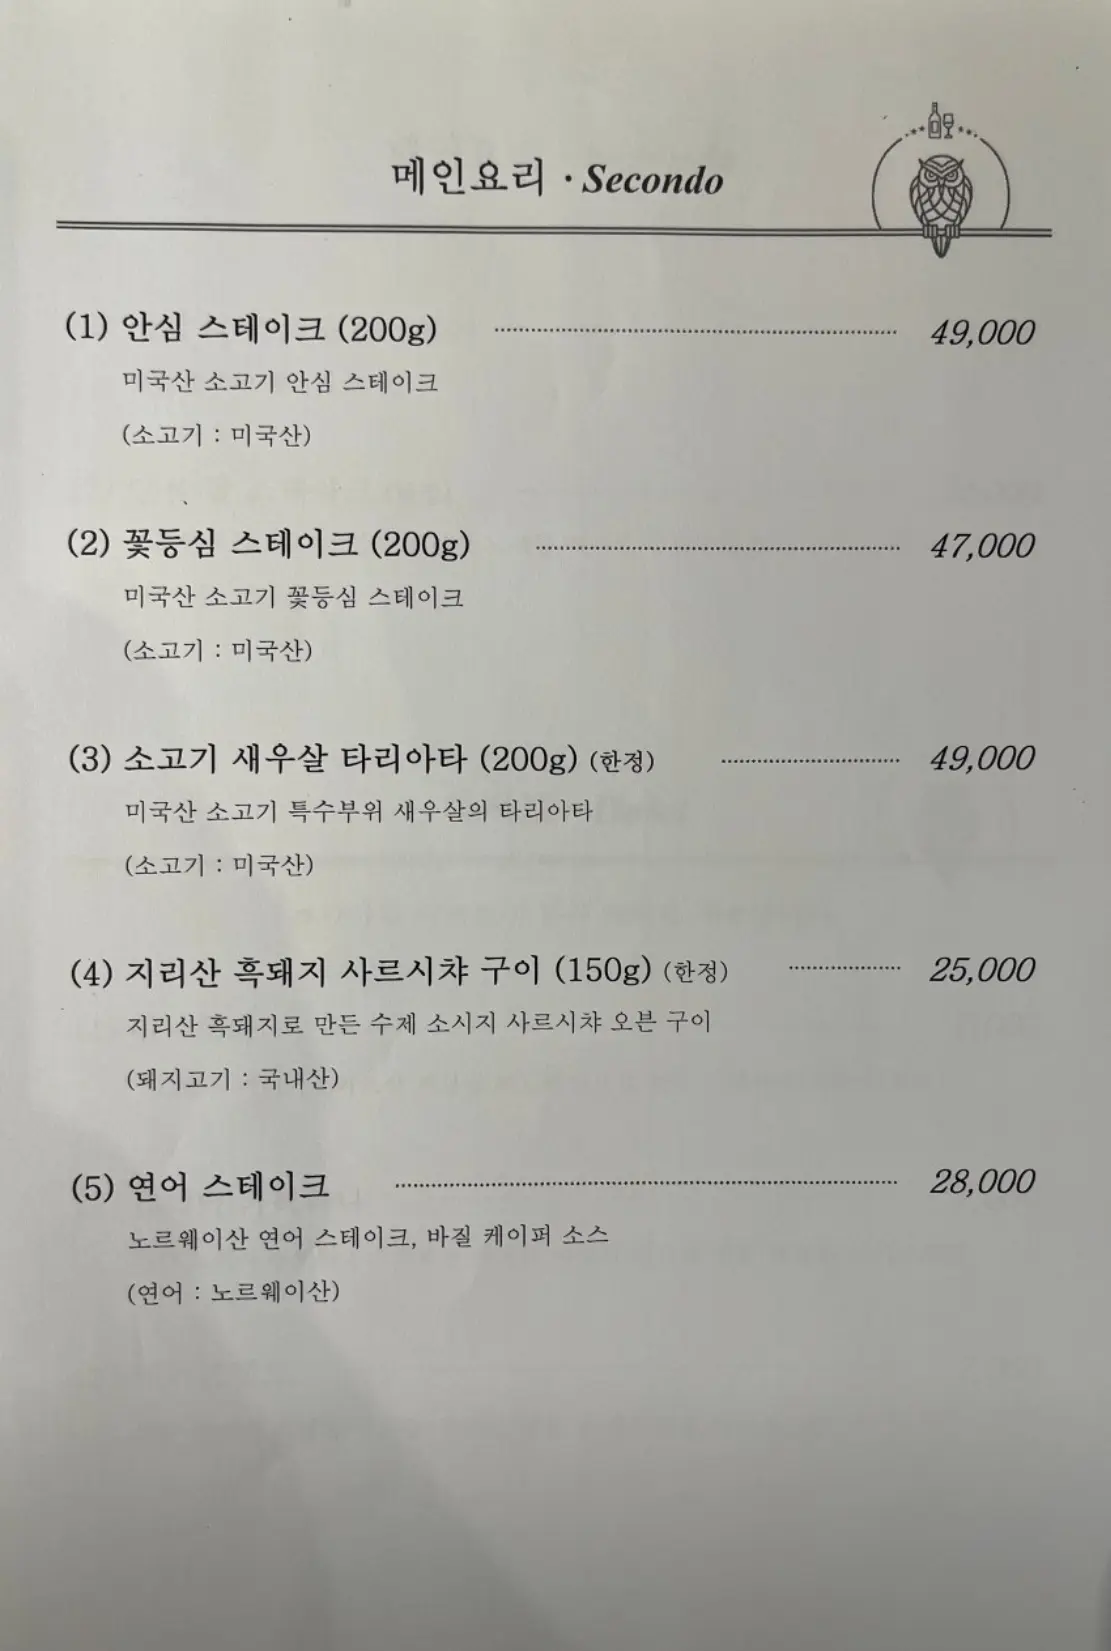 메인요리 · Secondo
(1) 안심 스테이크 (200g) 49,000
미국산 소고기 안심 스테이크
(소고기 : 미국산)
(2) 꽃등심 스테이크 (200g) 47,000
미국산 소고기 꽃등심 스테이크
(소고기 : 미국산)
(3) 소고기 새우살 타리아타 (200g) (한정) 49,000
미국산 소고기 특수부위 새우살의 타리아타
(소고기 : 미국산)
(4) 지리산 흑돼지 사르시챠 구이 (150g) (한정) 25,000
지리산 흑돼지로 만든 수제 소시지 사르시챠 오븐 구이
(돼지고기 : 국내산)
(5) 연어 스테이크 28,000
노르웨이산 연어 스테이크, 바질 케이퍼 소스
(연어 : 노르웨이산)